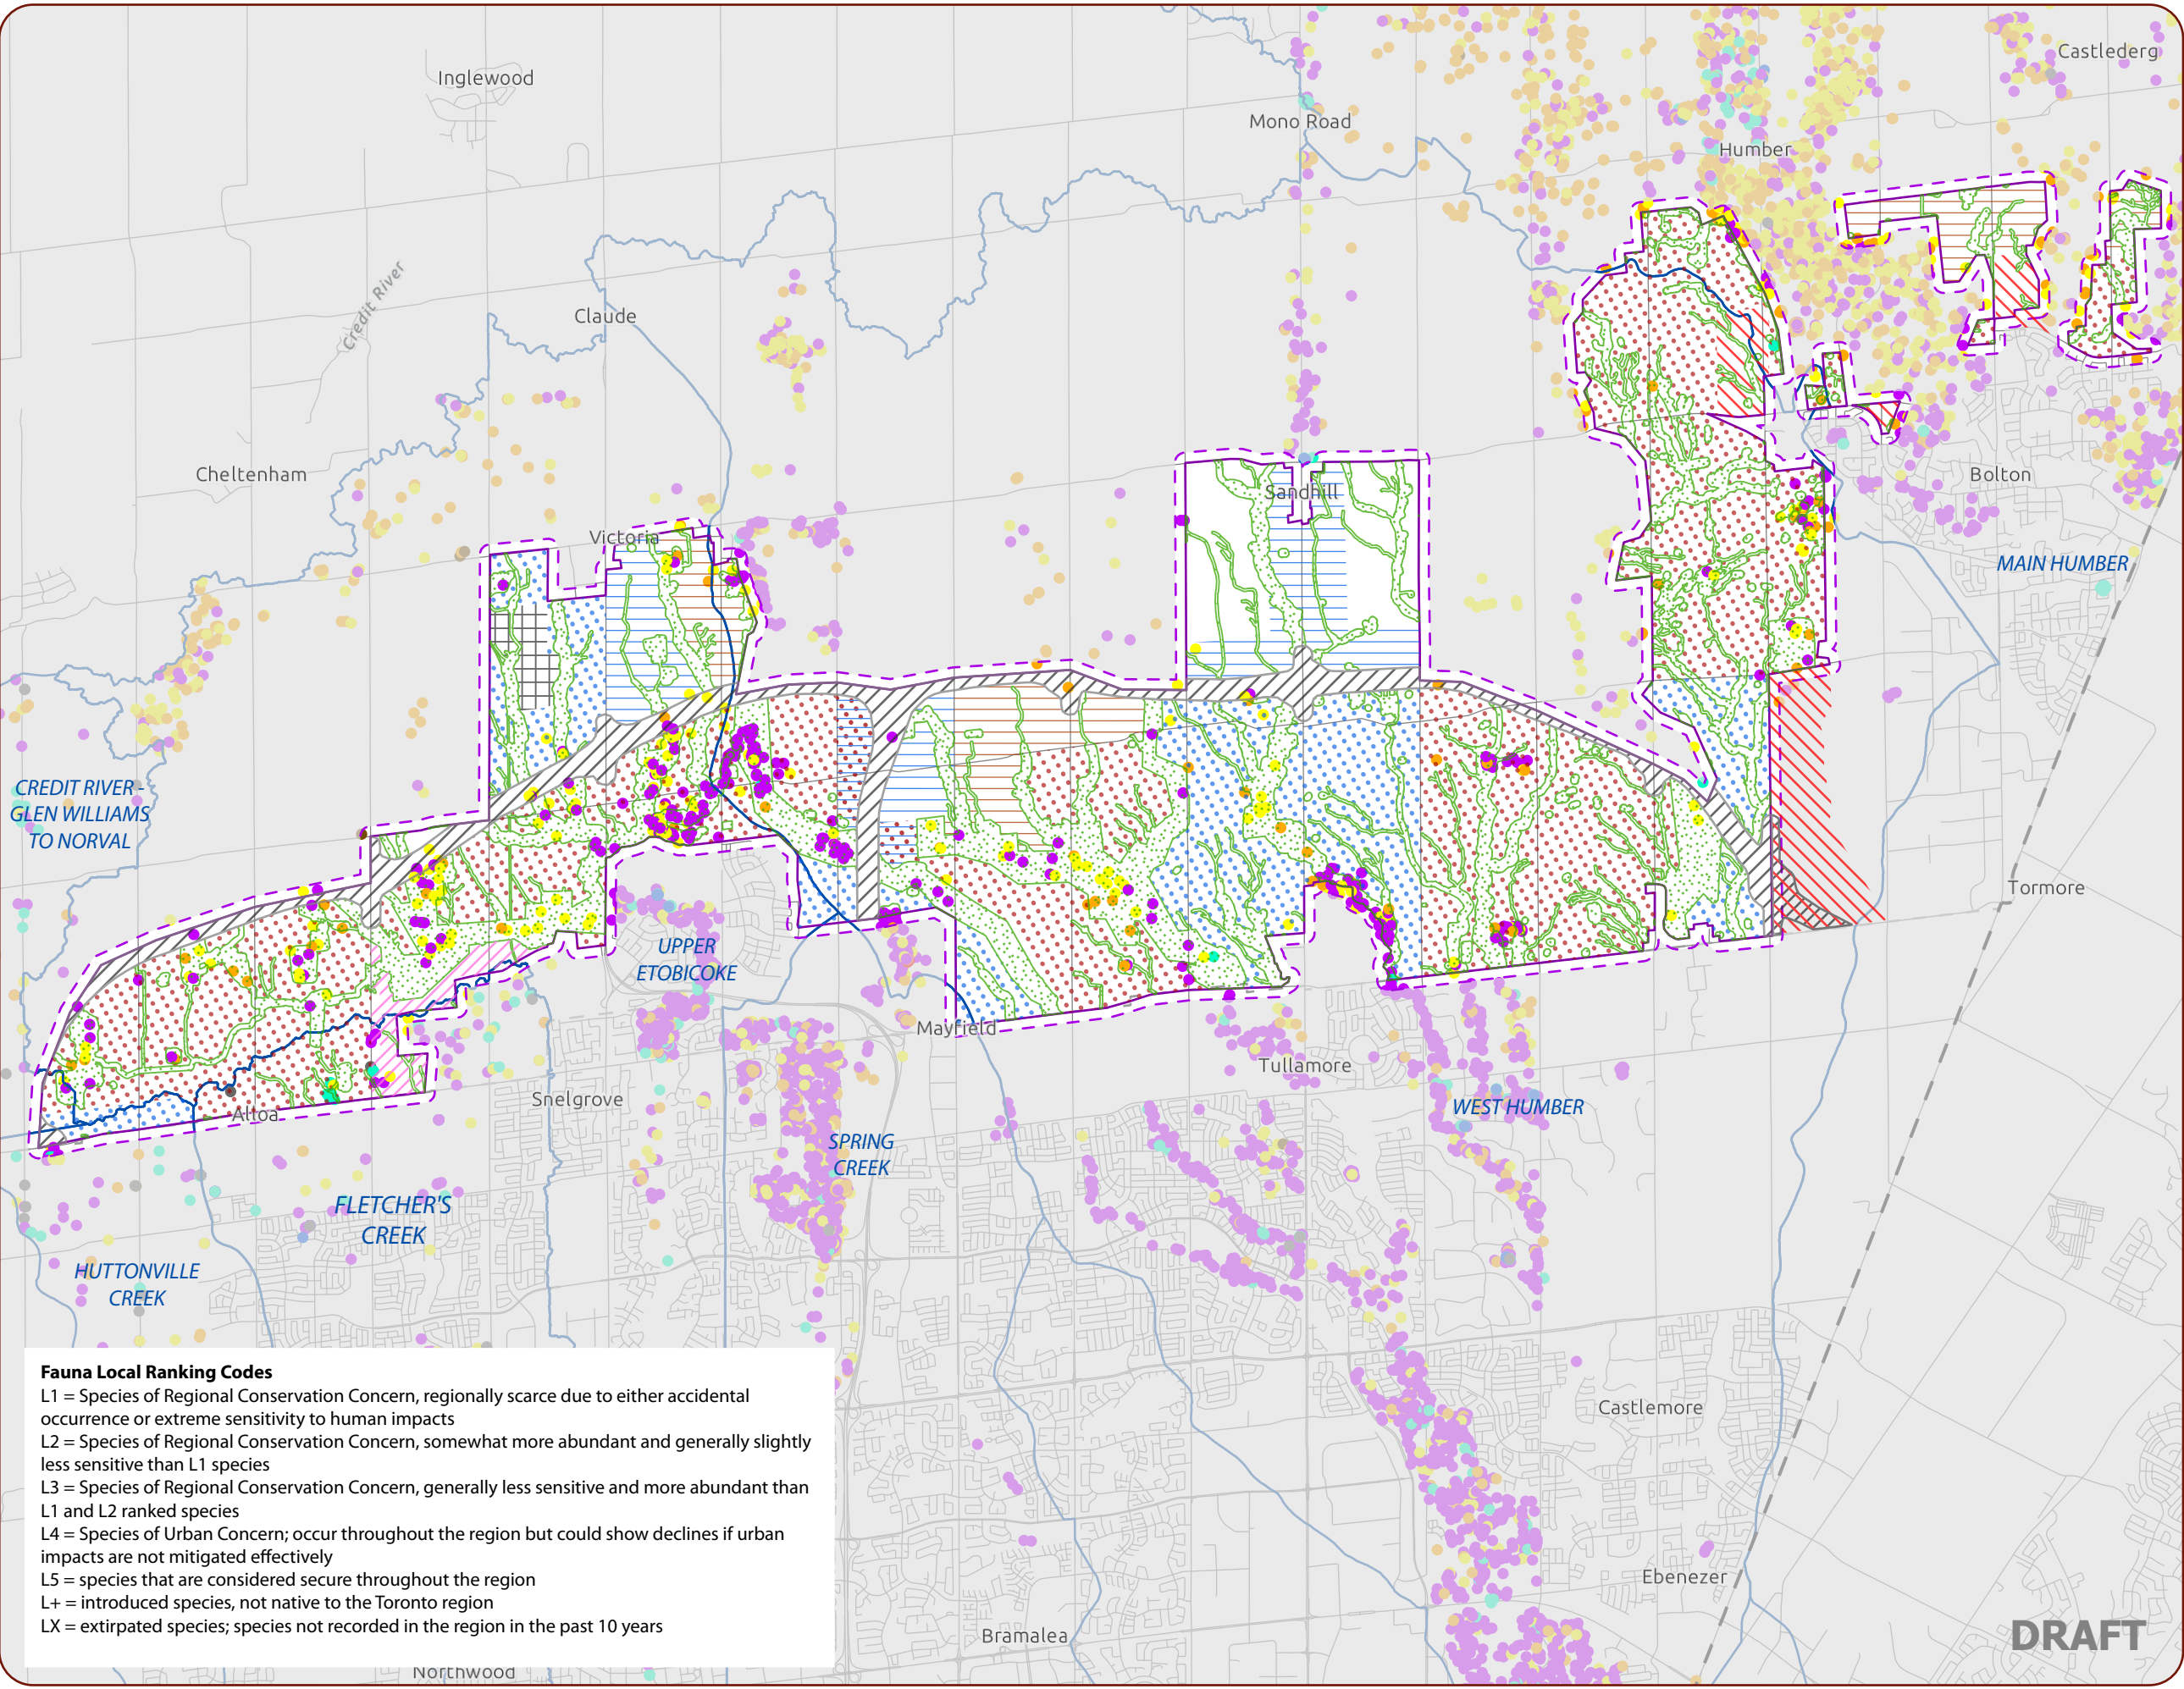 Castlederg
Inglewood
Mono Road
Humber
Credit River
Claude
Cheltenham
Sandhill
Bolton
Victoria
MAIN HUMBER
CREDIT RIVER -
GLEN WILLIAMS
TO NORVAL
Tormore
UPPER
ETOBICOKE
Mayfield
Tullamore
Snelgrove
Alloa
WEST HUMBER
SPRING
CREEK
FLETCHER'S
CREEK
HUTTONVILLE
CREEK
Fauna Local Ranking Codes
L1 = Species of Regional Conservation Concern, regionally scarce due to either accidental
occurrence or extreme sensitivity to human impacts
L2 = Species of Regional Conservation Concern, somewhat more abundant and generally slightly
less sensitive than L1 species
L3 = Species of Regional Conservation Concern, generally less sensitive and more abundant than
L1 and L2 ranked species
L4 = Species of Urban Concern; occur throughout the region but could show declines if urban
impacts are not mitigated effectively
L5 = species that are considered secure throughout the region
L+ = introduced species, not native to the Toronto region
LX = extirpated species; species not recorded in the region in the past 10 years
Castlemore
Ebenezer
Bramalea
DRAFT
Northwood